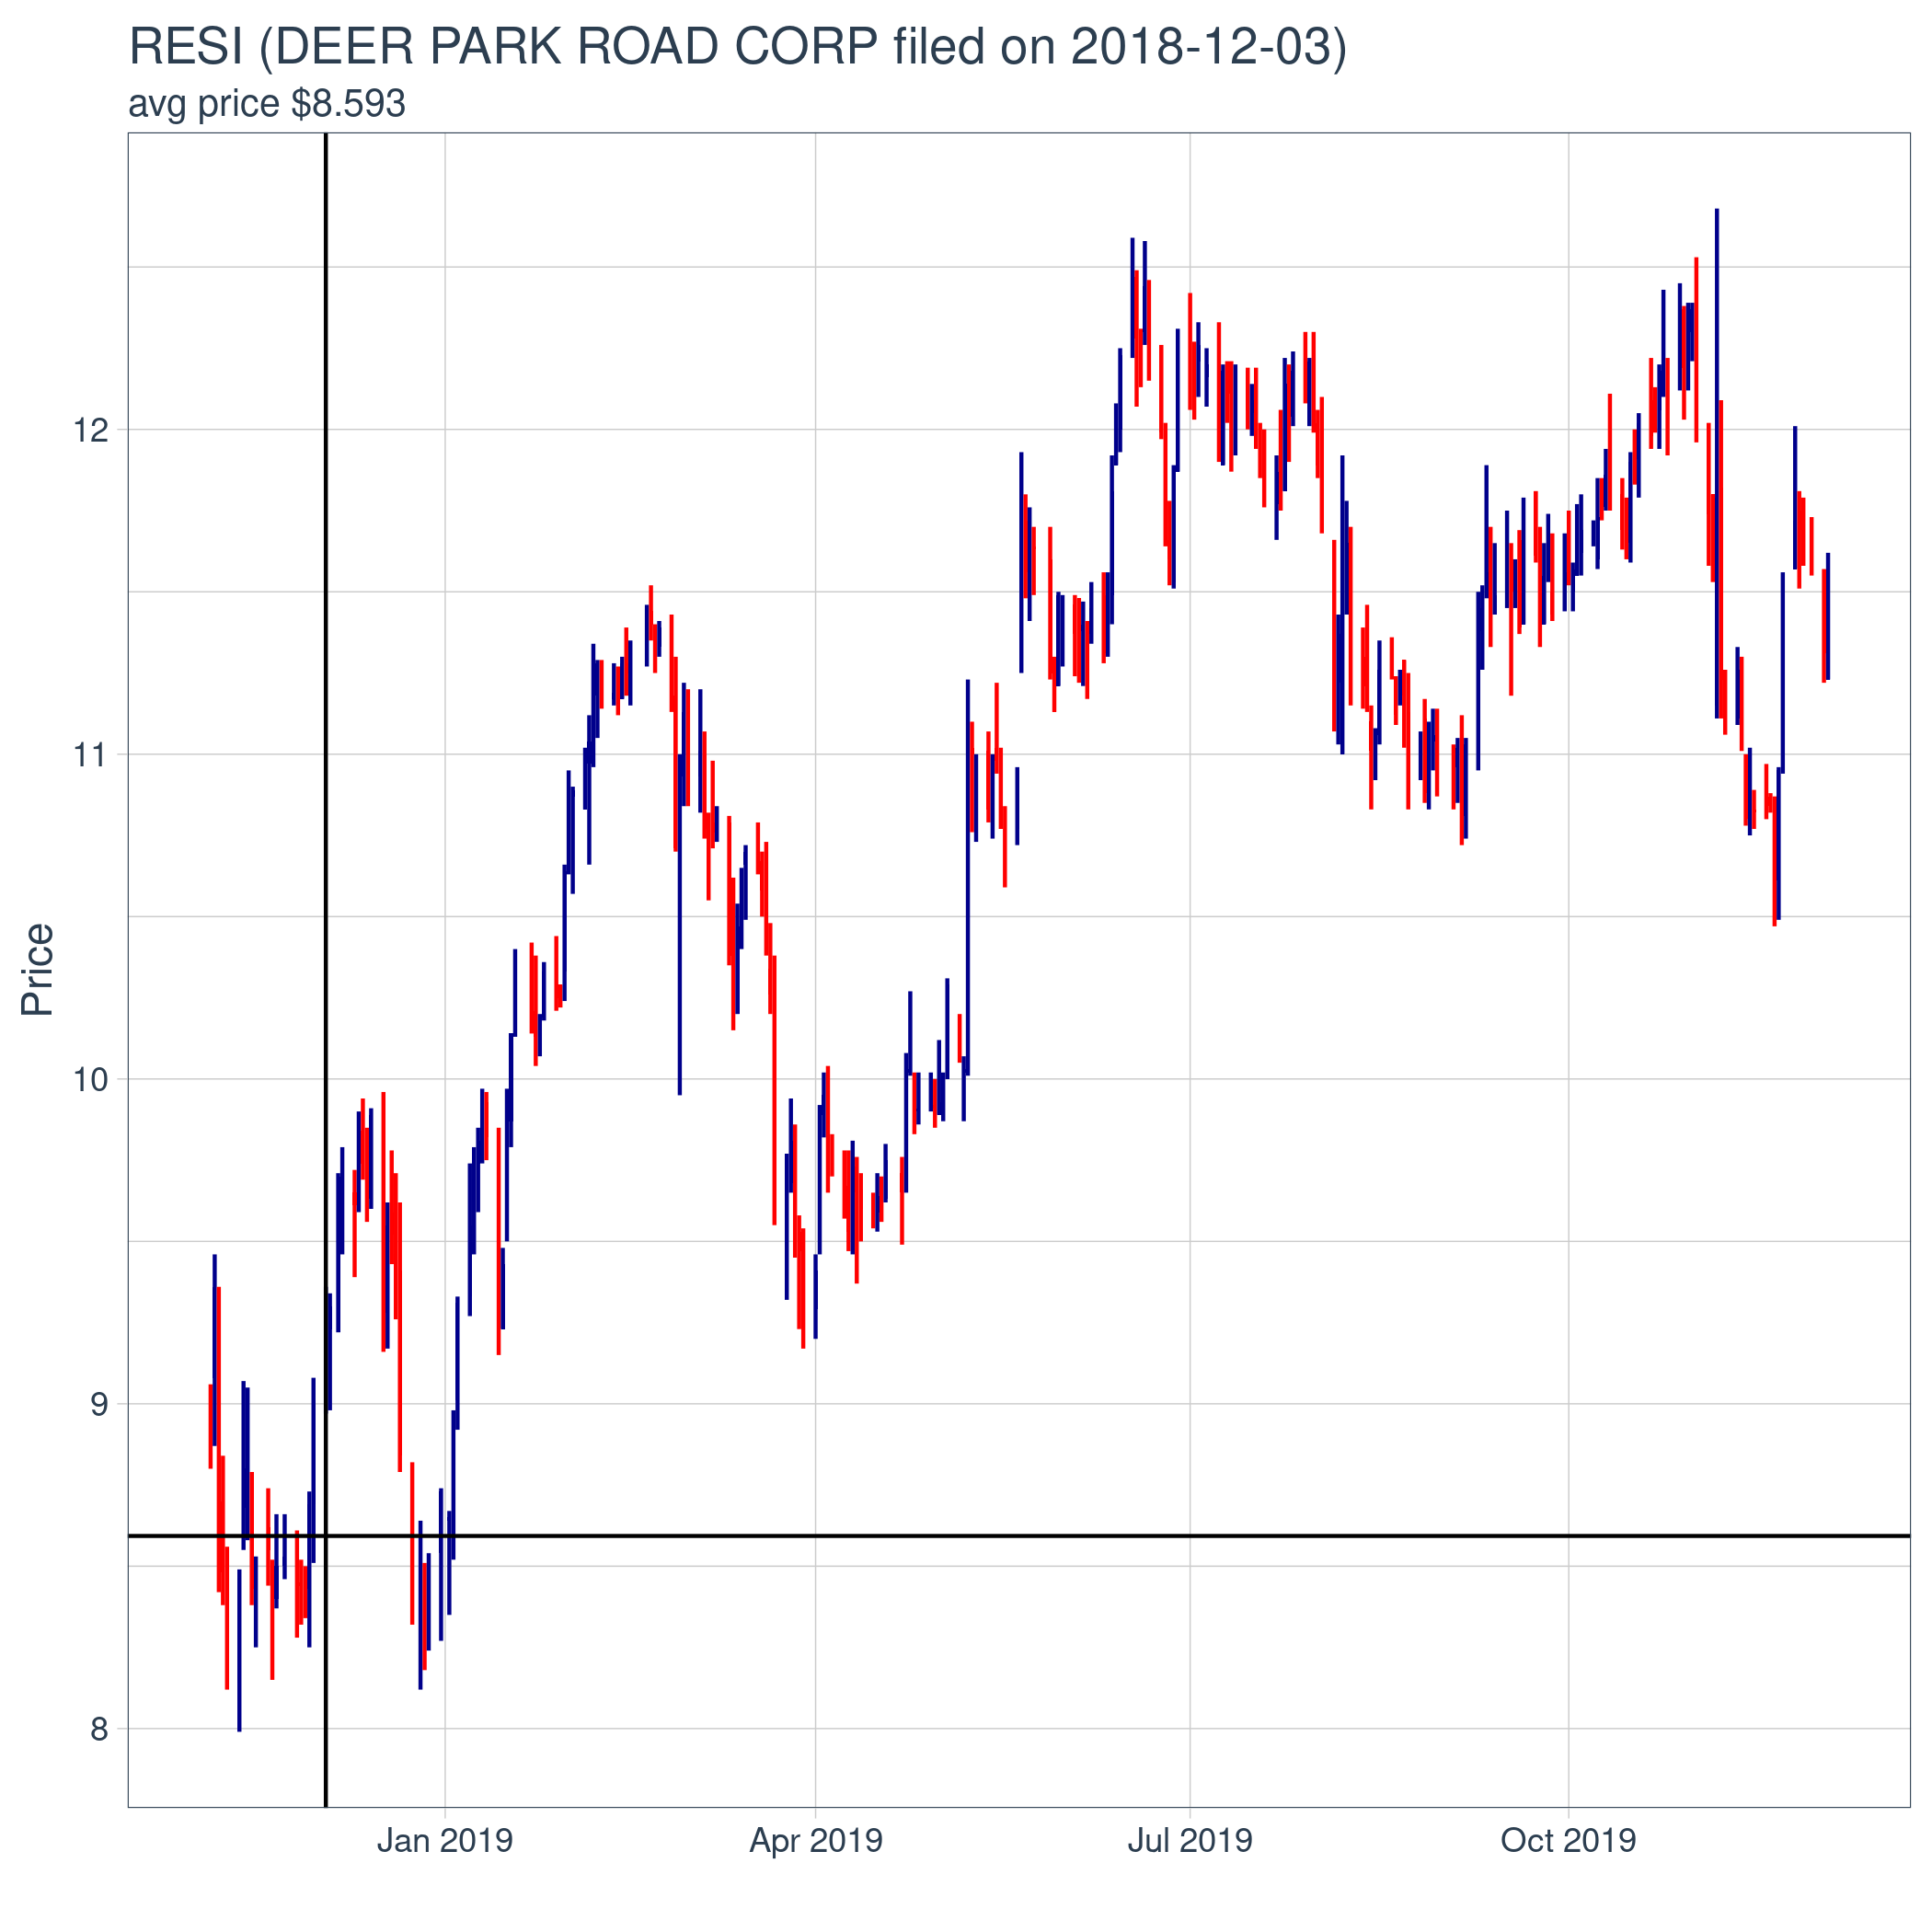 RESI (DEER PARK ROAD CORP filed on 2018-12-03)
avg price $8.593
Price
12
11
10
9
8
Jan 2019
Apr 2019
Jul 2019
Oct 2019